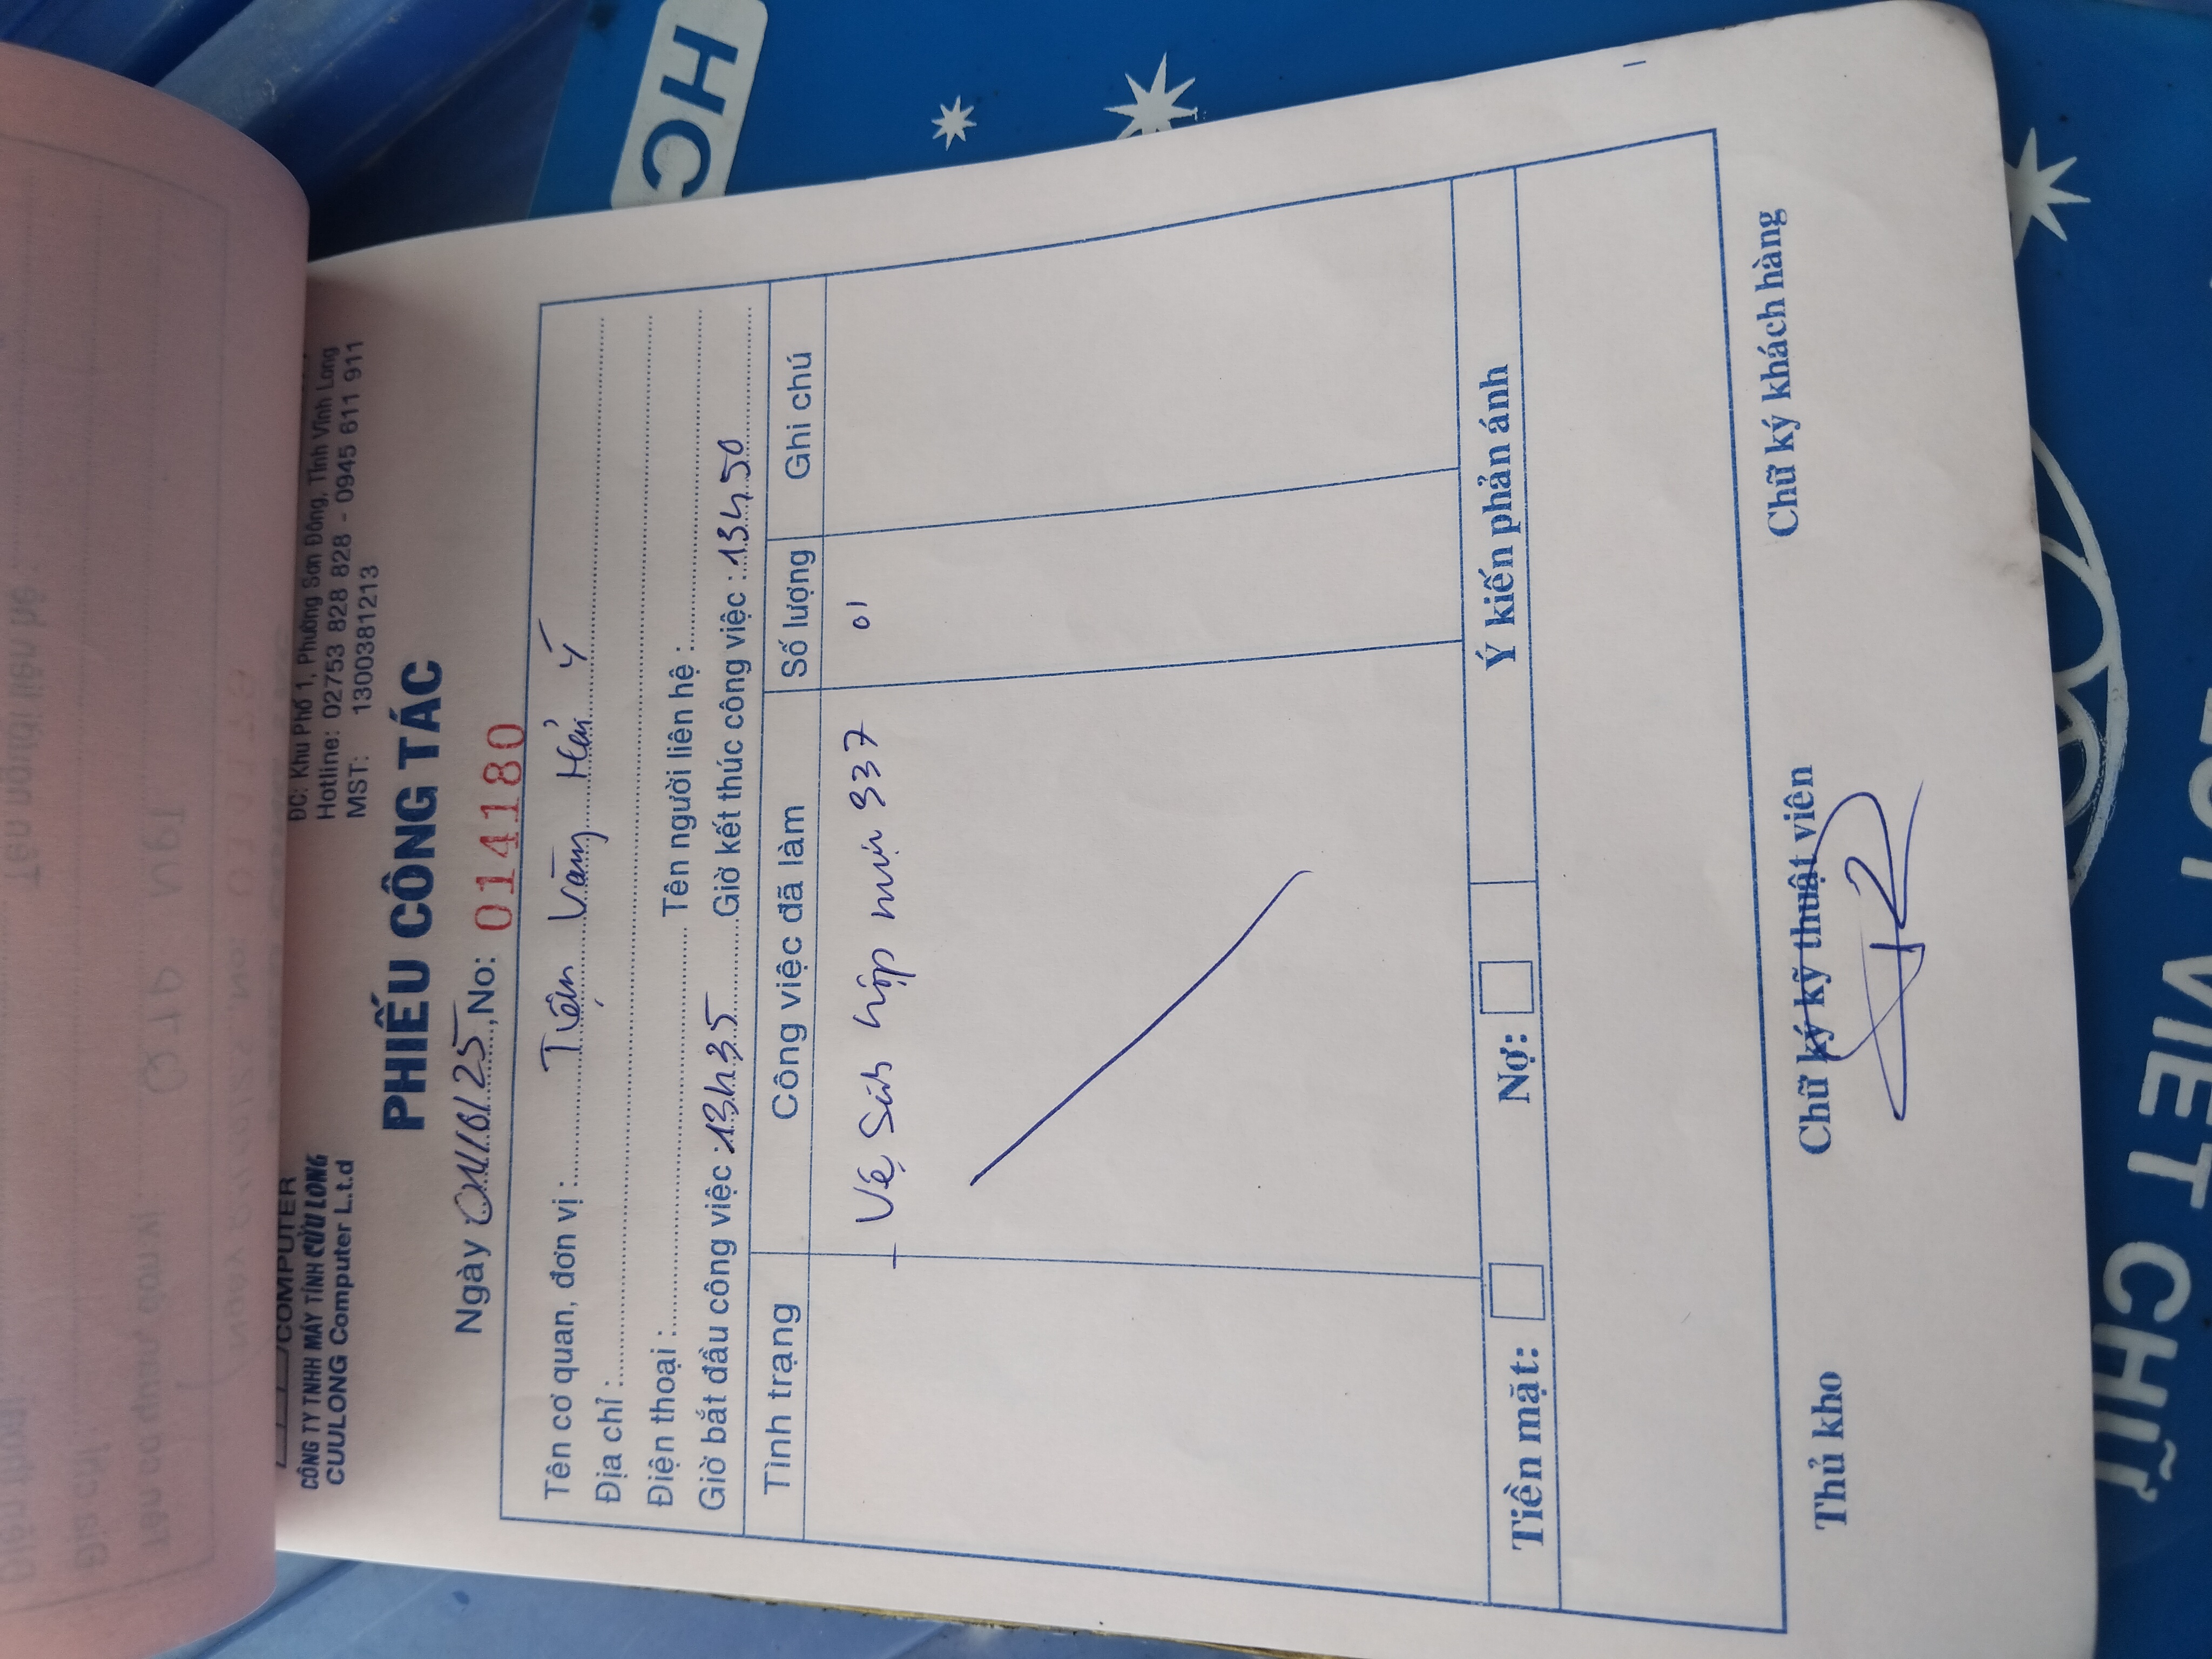 COMPUTER
CÔNG TY TNHH MÁY TÍNH CỬU LONG
CUULONG Computer L.t.d
ĐC: Khu Phố 1, Phường Sơn Đông, Tỉnh Vĩnh Long
Hotline: 02753 828 828 - 0945 611 911
MST: 1300381213
PHIẾU CÔNG TÁC
Ngày, No: 014180
Tên cơ quan, đơn vị : Tiệm Vàng Ý
Địa chỉ :
Điện thoại : Tên người liên hệ :
Giờ bắt đầu công việc : 13h35 Giờ kết thúc công việc : 13h50
Tình trạng Công việc đã làm Số lượng Ghi chú
- Vệ Sinh hộp mực 337 01
Tiền mặt: Nợ: Ý kiến phản ánh
Thủ kho Chữ ký kỹ thuật viên Chữ ký khách hàng
HC
VIẾT CHỮ